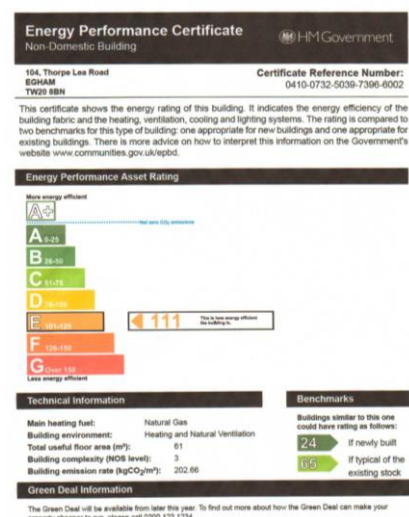 Energy Performance Certificate
Non-Domestic Building
HM Government
104, Thorpe Lea Road
EGHAM
TW20 8BN
Certificate Reference Number:
0410-0732-5039-7396-6002
This certificate shows the energy rating of this building. It indicates the energy efficiency of the
building fabric and the heating, ventilation, cooling and lighting systems. The rating is compared to
two benchmarks for this type of building: one appropriate for new buildings and one appropriate for
existing buildings. There is more advice on how to interpret this information on the Government's
website www.communities.gov.uk/epbd.
Energy Performance Asset Rating
More energy efficient
A+
Net zero CO2 emissions
A 0-25
B 26-50
C 51-75
D 76-100
E 101-125
111
This is how energy efficient
the building is.
F 126-150
G Over 150
Less energy efficient
Technical Information
Main heating fuel: Natural Gas
Building environment: Heating and Natural Ventilation
Total useful floor area (m²): 61
Building complexity (NOS level): 3
Building emission rate (kgCO2/m²): 202.66
Benchmarks
Buildings similar to this one
could have rating as follows:
24 If newly built
65 If typical of the
existing stock
Green Deal Information
The Green Deal will be available from later this year. To find out more about how the Green Deal can make your
property cheaper to run, please call 0300 123 1234